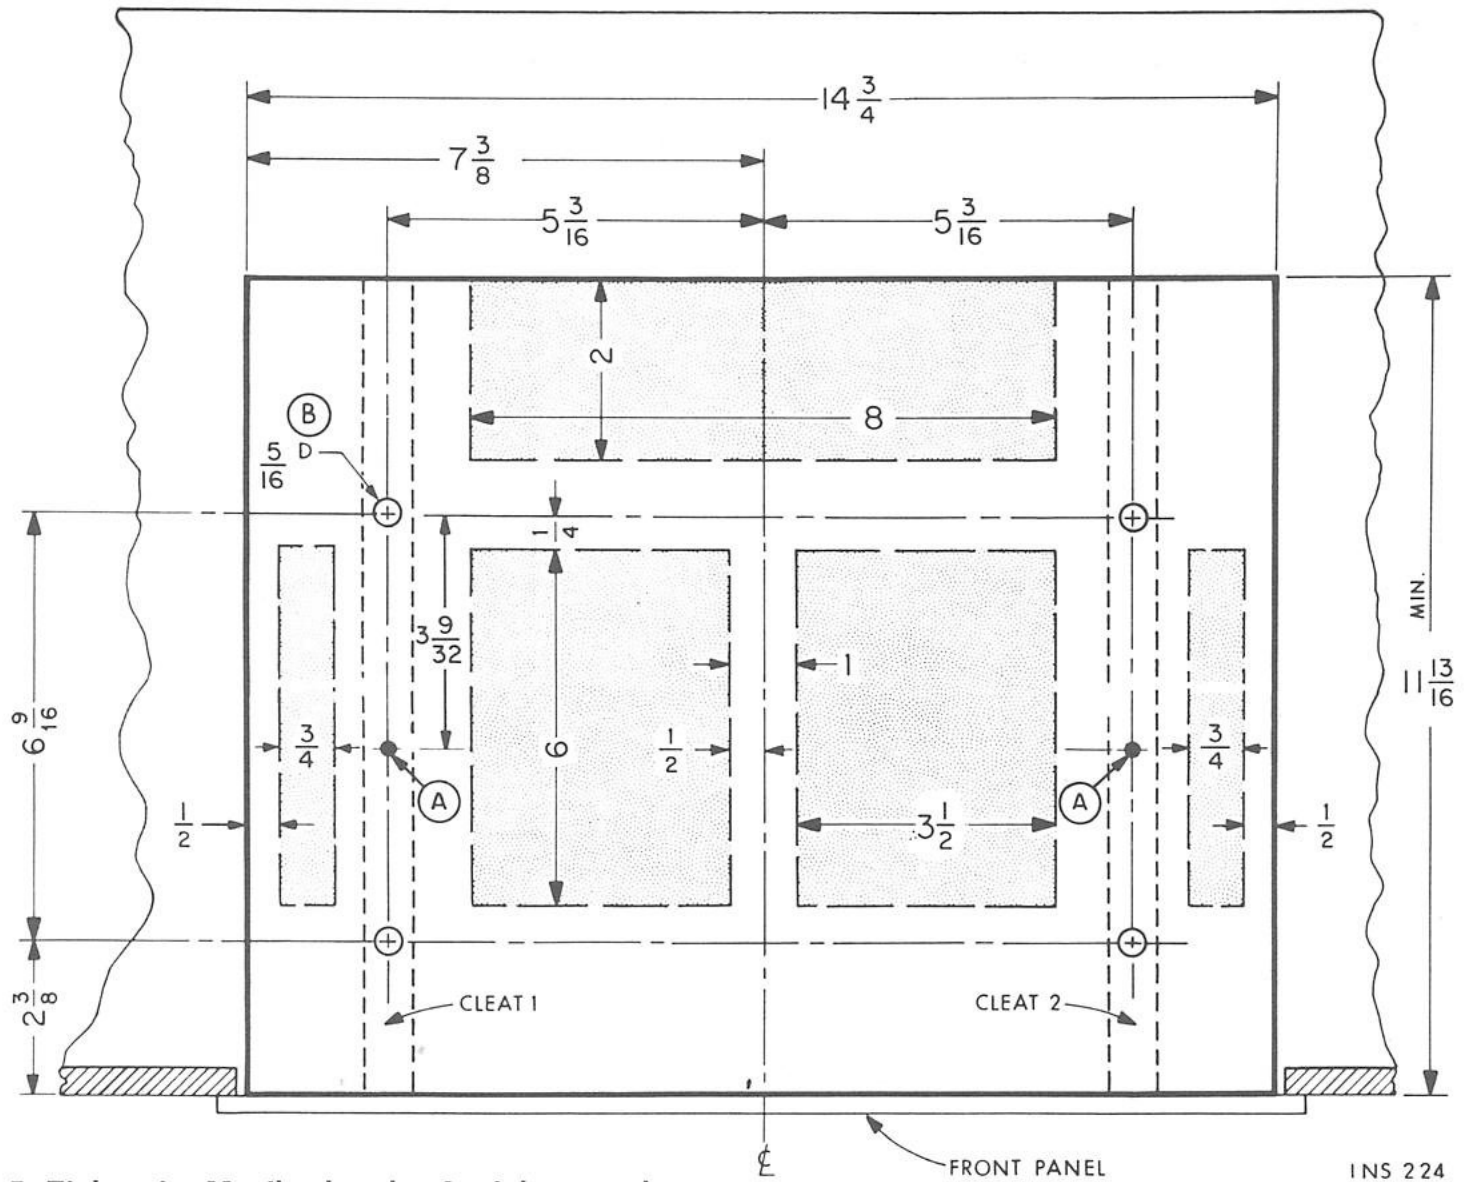 14 3/4
7 3/8
5 3/16
5 3/16
2
8
B
5/16 D
1/4
3 9/32
6 9/16
MIN.
11 13/16
1
3/4
6
1/2
3/4
A
A
1/2
3 1/2
1/2
2 3/8
CLEAT 1
CLEAT 2
℄
FRONT PANEL
INS 224